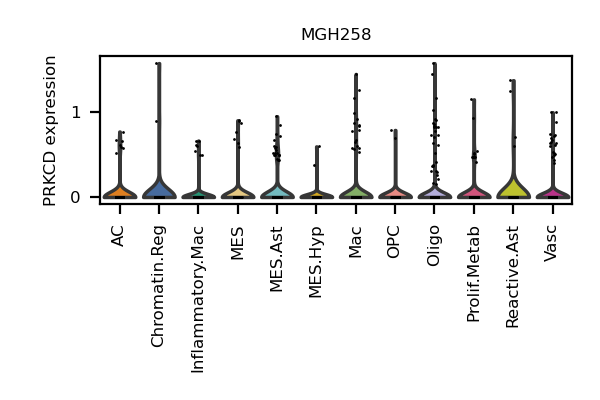 MGH258
PRKCD expression
1
0
AC
Chromatin.Reg
Inflammatory.Mac
MES
MES.Ast
MES.Hyp
Mac
OPC
Oligo
Prolif.Metab
Reactive.Ast
Vasc